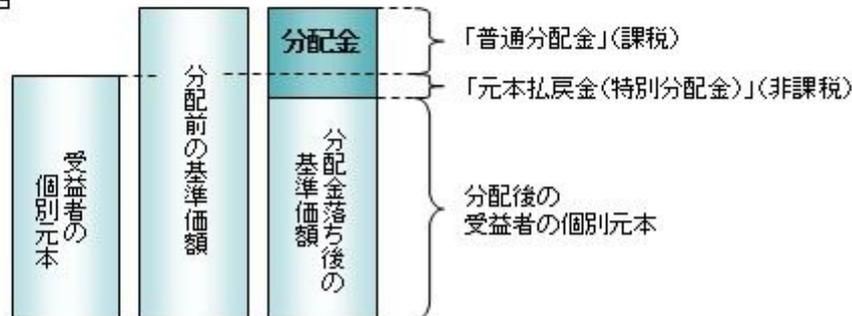 分配金
「普通分配金」(課税)
「元本払戻金(特別分配金)」(非課税)
受益者の
個別元本
分配前の基準価額
分配金落ち後の
基準価額
分配後の
受益者の個別元本